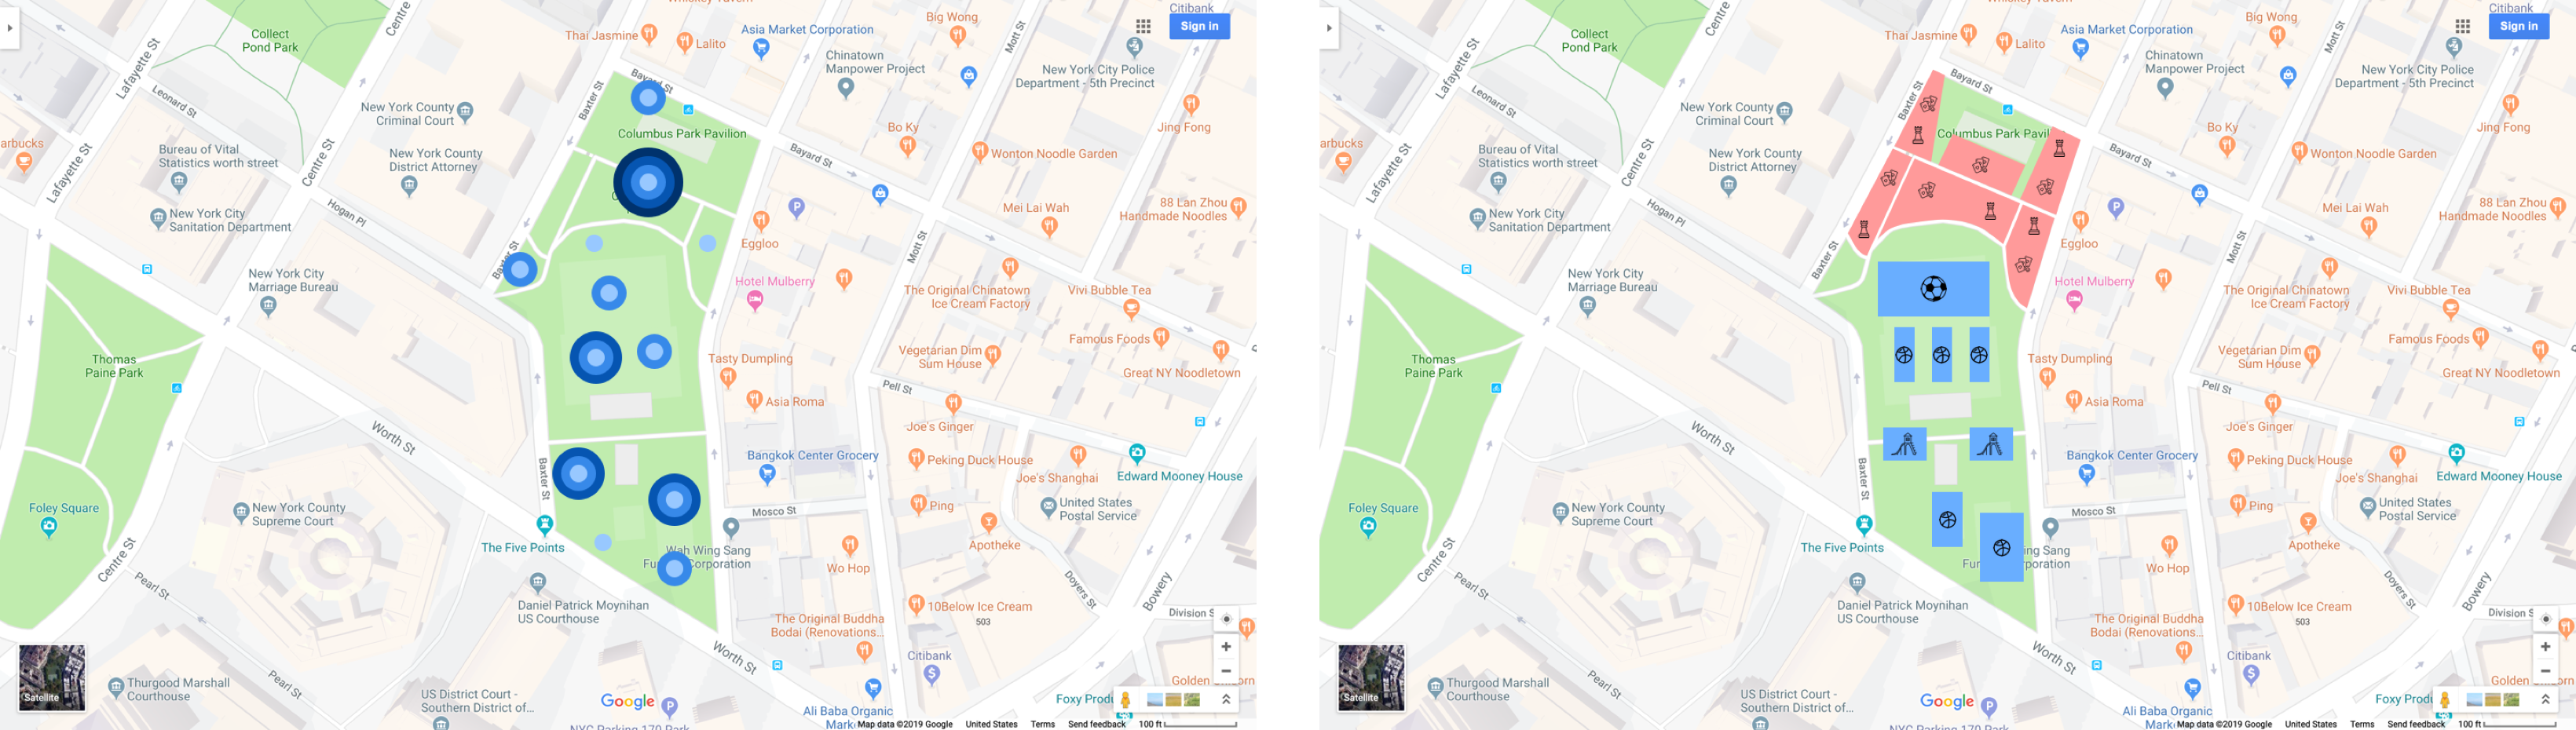 Citibank
Big Wong
Sign in
Collect
Pond Park
Centre
Thai Jasmine
Lalito
Asia Market Corporation
Mott St
Lafayette St
Chinatown
Manpower Project
New York City Police
Department - 5th Precinct
Leonard St
Baxter St
Bayard St
New York County
Criminal Court
Columbus Park Pavilion
Bo Ky
Jing Fong
arbucks
Bureau of Vital
Statistics worth street
New York County
District Attorney
Centre St
Bayard St
Wonton Noodle Garden
Lafayette St
New York City
Sanitation Department
Hogan Pl
Mei Lai Wah
88 Lan Zhou
Handmade Noodles
Eggloo
Mott St
Baxter St
New York City
Marriage Bureau
Hotel Mulberry
The Original Chinatown
Ice Cream Factory
Vivi Bubble Tea
Famous Foods
Thomas
Paine Park
Tasty Dumpling
Vegetarian Dim
Sum House
Great NY Noodletown
Pell St
Asia Roma
Worth St
Joe's Ginger
Bangkok Center Grocery
Peking Duck House
Joe's Shanghai
Edward Mooney House
Baxter St
Foley Square
New York County
Supreme Court
Ping
United States
Postal Service
Mosco St
The Five Points
Wah Wing Sang
Fu
Corporation
Apotheke
Centre St
Wo Hop
Pearl St
Daniel Patrick Moynihan
US Courthouse
Doyers St
Bowery
10Below Ice Cream
503
Division S
The Original Buddha
Bodai (Renovations...
Worth St
Citibank
Satellite
Thurgood Marshall
Courthouse
Pearl St
US District Court -
Southern District of...
Google
Golden
orn
Foxy Produ
Ali Baba Organic
Mark
NYC Parking 170 Park
Map data ©2019 Google
United States
Terms
Send feedback
100 ft
Citibank
Big Wong
Sign in
Collect
Pond Park
Centre
Thai Jasmine
Lalito
Asia Market Corporation
Mott St
Lafayette St
Chinatown
Manpower Project
New York City Police
Department - 5th Precinct
Leonard St
Baxter St
Bayard St
New York County
Criminal Court
Columbus Park Pavil
Bo Ky
Jing Fong
arbucks
Bureau of Vital
Statistics worth street
New York County
District Attorney
Centre St
Bayard St
Wonton Noodle Garden
Lafayette St
New York City
Sanitation Department
Hogan Pl
Mei Lai Wah
88 Lan Zhou
Handmade Noodles
Eggloo
Mott St
Baxter St
New York City
Marriage Bureau
Hotel Mulberry
The Original Chinatown
Ice Cream Factory
Vivi Bubble Tea
Famous Foods
Thomas
Paine Park
Tasty Dumpling
Vegetarian Dim
Sum House
Great NY Noodletown
Pell St
Asia Roma
Worth St
Joe's Ginger
Bangkok Center Grocery
Peking Duck House
Joe's Shanghai
Edward Mooney House
Baxter St
Foley Square
New York County
Supreme Court
Ping
United States
Postal Service
Mosco St
The Five Points
ing Sang
Fun
rporation
Apotheke
Centre St
Wo Hop
Pearl St
Daniel Patrick Moynihan
US Courthouse
Doyers St
Bowery
10Below Ice Cream
503
Division S
The Original Buddha
Bodai (Renovations...
Worth St
Citibank
Satellite
Thurgood Marshall
Courthouse
Pearl St
US District Court -
Southern District of...
Google
Golden
orn
Foxy Produ
Ali Baba Organic
Mark
NYC Parking 170 Park
Map data ©2019 Google
United States
Terms
Send feedback
100 ft